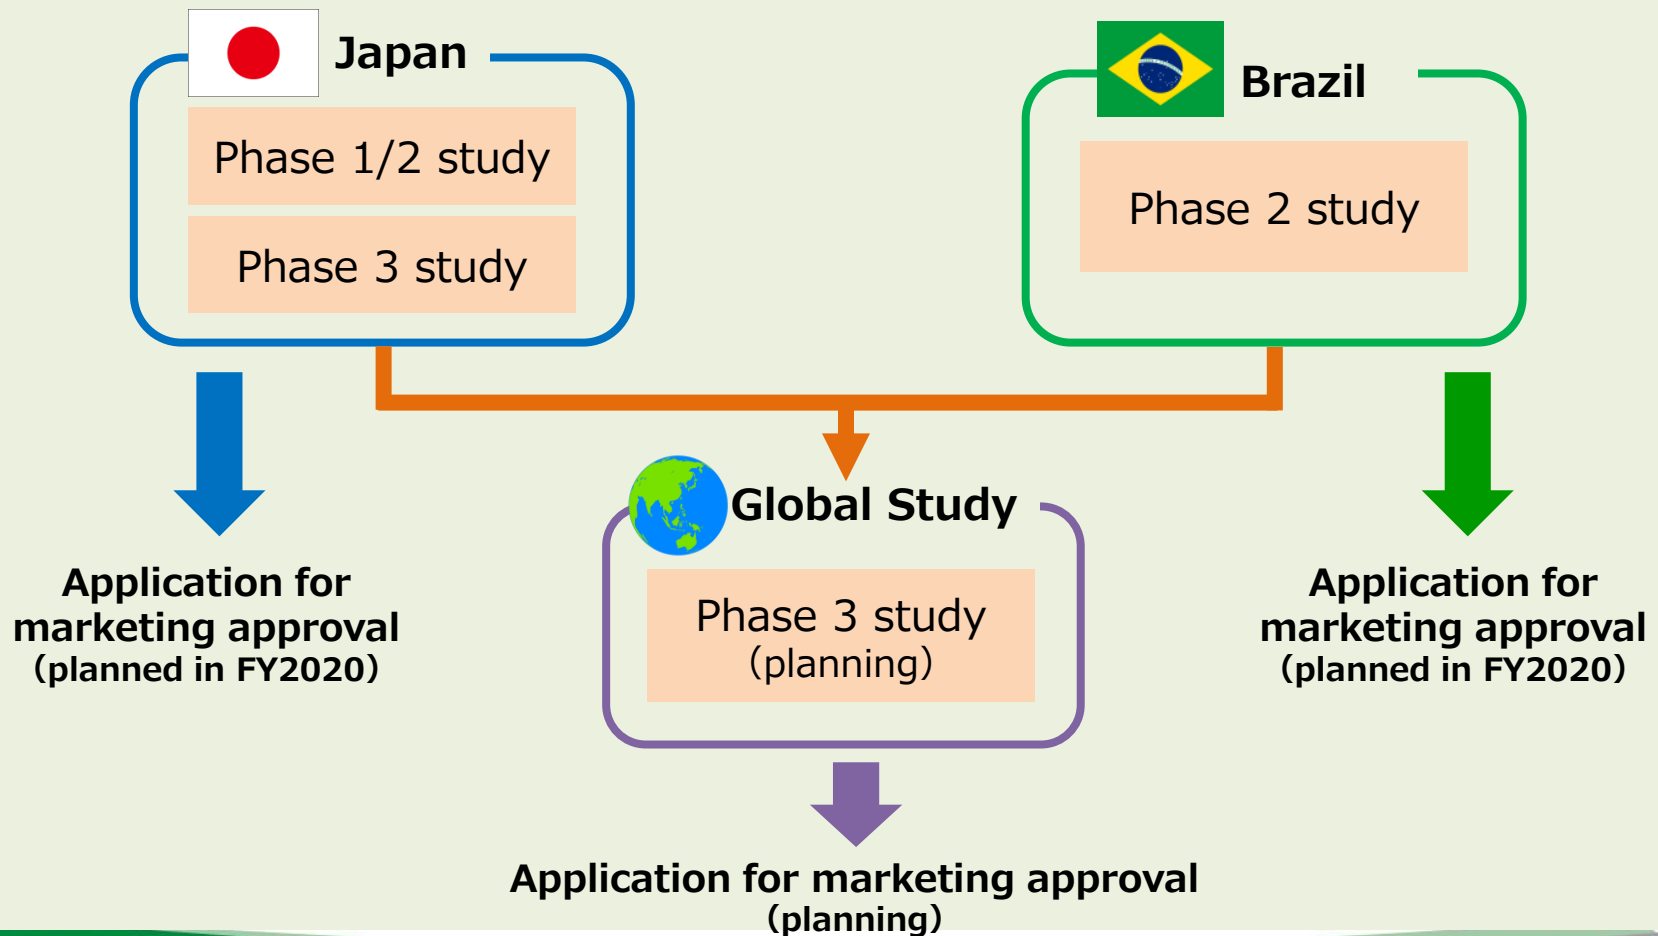 Japan
Phase 1/2 study
Phase 3 study
Brazil
Phase 2 study
Global Study
Phase 3 study
(planning)
Application for
marketing approval
(planned in FY2020)
Application for
marketing approval
(planned in FY2020)
Application for marketing approval
(planning)